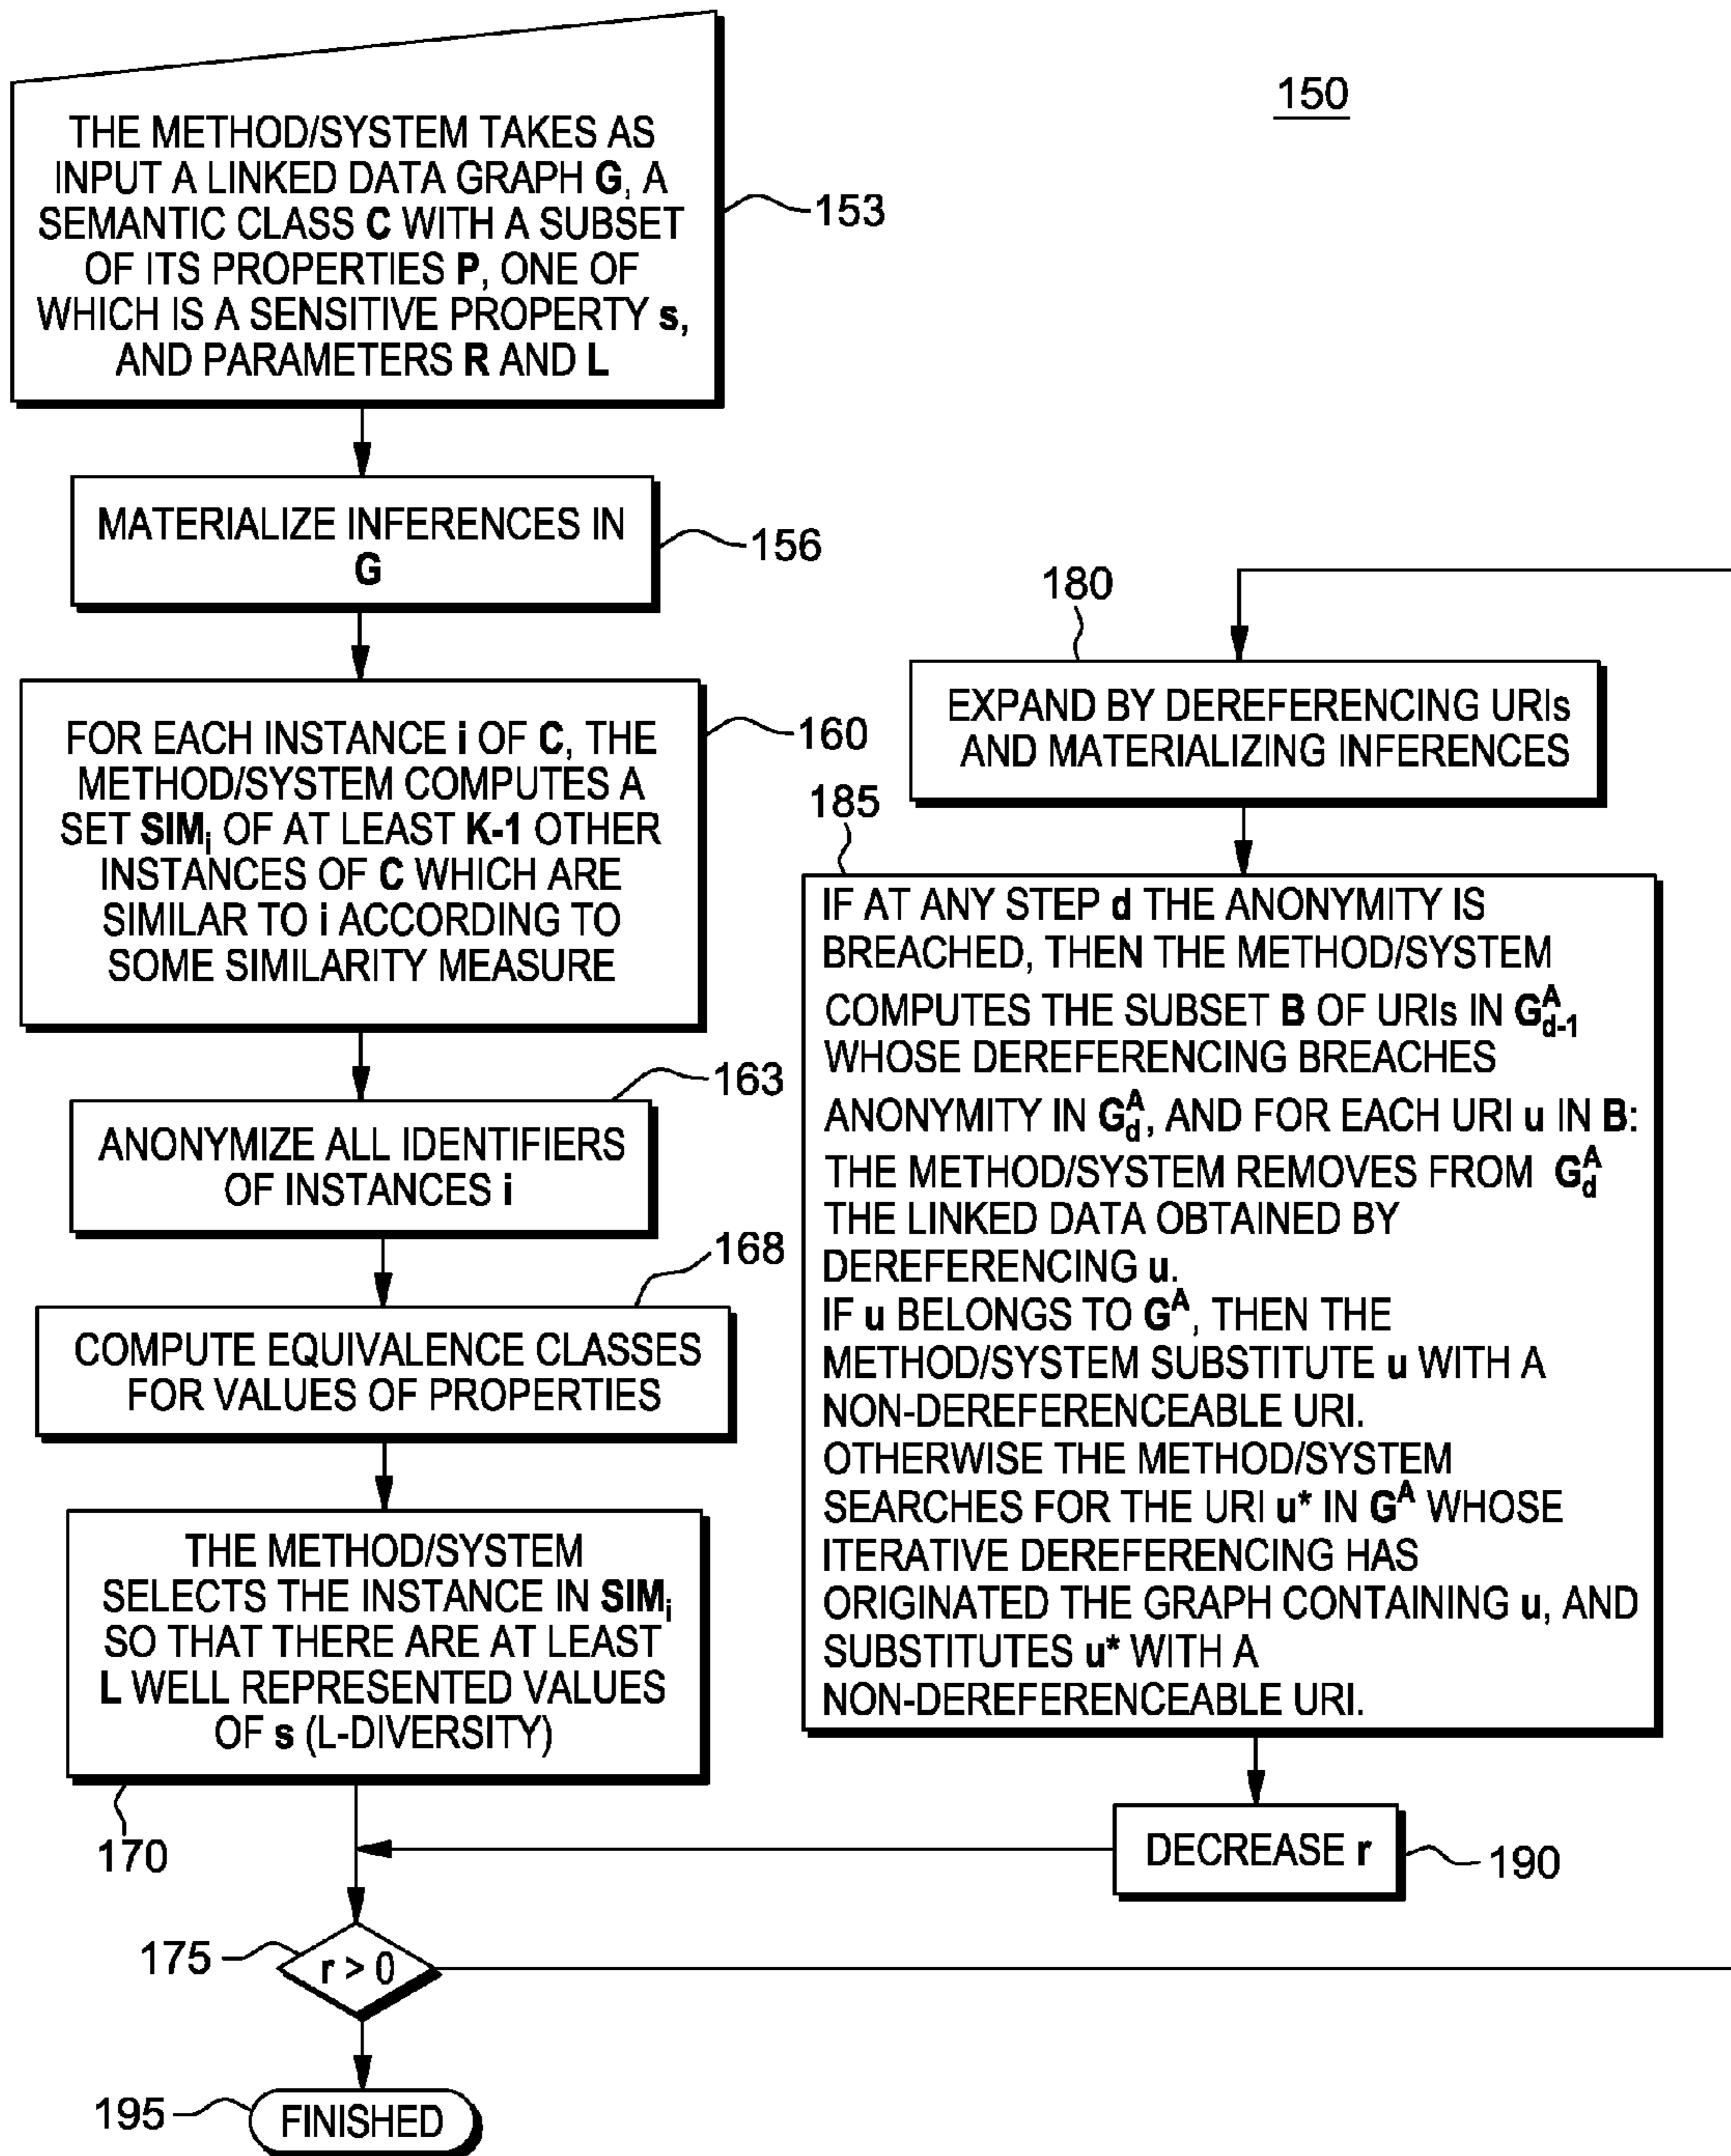 150
THE METHOD/SYSTEM TAKES AS
INPUT A LINKED DATA GRAPH G, A
SEMANTIC CLASS C WITH A SUBSET
OF ITS PROPERTIES P, ONE OF
WHICH IS A SENSITIVE PROPERTY s,
AND PARAMETERS R AND L
153
MATERIALIZE INFERENCES IN
G
156
FOR EACH INSTANCE i OF C, THE
METHOD/SYSTEM COMPUTES A
SET SIMi OF AT LEAST K-1 OTHER
INSTANCES OF C WHICH ARE
SIMILAR TO i ACCORDING TO
SOME SIMILARITY MEASURE
160
ANONYMIZE ALL IDENTIFIERS
OF INSTANCES i
163
COMPUTE EQUIVALENCE CLASSES
FOR VALUES OF PROPERTIES
168
THE METHOD/SYSTEM
SELECTS THE INSTANCE IN SIMi
SO THAT THERE ARE AT LEAST
L WELL REPRESENTED VALUES
OF s (L-DIVERSITY)
170
175
r > 0
195
FINISHED
180
EXPAND BY DEREFERENCING URIs
AND MATERIALIZING INFERENCES
185
IF AT ANY STEP d THE ANONYMITY IS
BREACHED, THEN THE METHOD/SYSTEM
COMPUTES THE SUBSET B OF URIs IN G^A_d-1
WHOSE DEREFERENCING BREACHES
ANONYMITY IN G^A_d, AND FOR EACH URI u IN B:
THE METHOD/SYSTEM REMOVES FROM G^A_d
THE LINKED DATA OBTAINED BY
DEREFERENCING u.
IF u BELONGS TO G^A, THEN THE
METHOD/SYSTEM SUBSTITUTE u WITH A
NON-DEREFERENCEABLE URI.
OTHERWISE THE METHOD/SYSTEM
SEARCHES FOR THE URI u* IN G^A WHOSE
ITERATIVE DEREFERENCING HAS
ORIGINATED THE GRAPH CONTAINING u, AND
SUBSTITUTES u* WITH A
NON-DEREFERENCEABLE URI.
DECREASE r
190